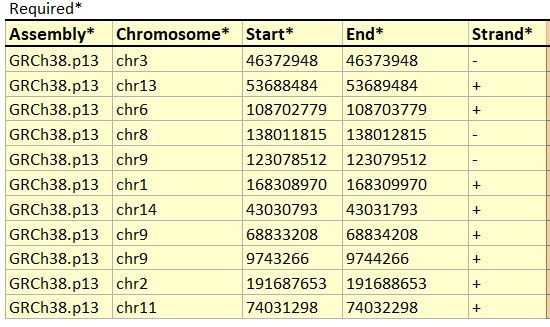 Required*
Assembly* Chromosome* Start* End* Strand*
GRCh38.p13 chr3 46372948 46373948 -
GRCh38.p13 chr13 53688484 53689484 +
GRCh38.p13 chr6 108702779 108703779 +
GRCh38.p13 chr8 138011815 138012815 -
GRCh38.p13 chr9 123078512 123079512 -
GRCh38.p13 chr1 168308970 168309970 +
GRCh38.p13 chr14 43030793 43031793 +
GRCh38.p13 chr9 68833208 68834208 +
GRCh38.p13 chr9 9743266 9744266 +
GRCh38.p13 chr2 191687653 191688653 +
GRCh38.p13 chr11 74031298 74032298 +